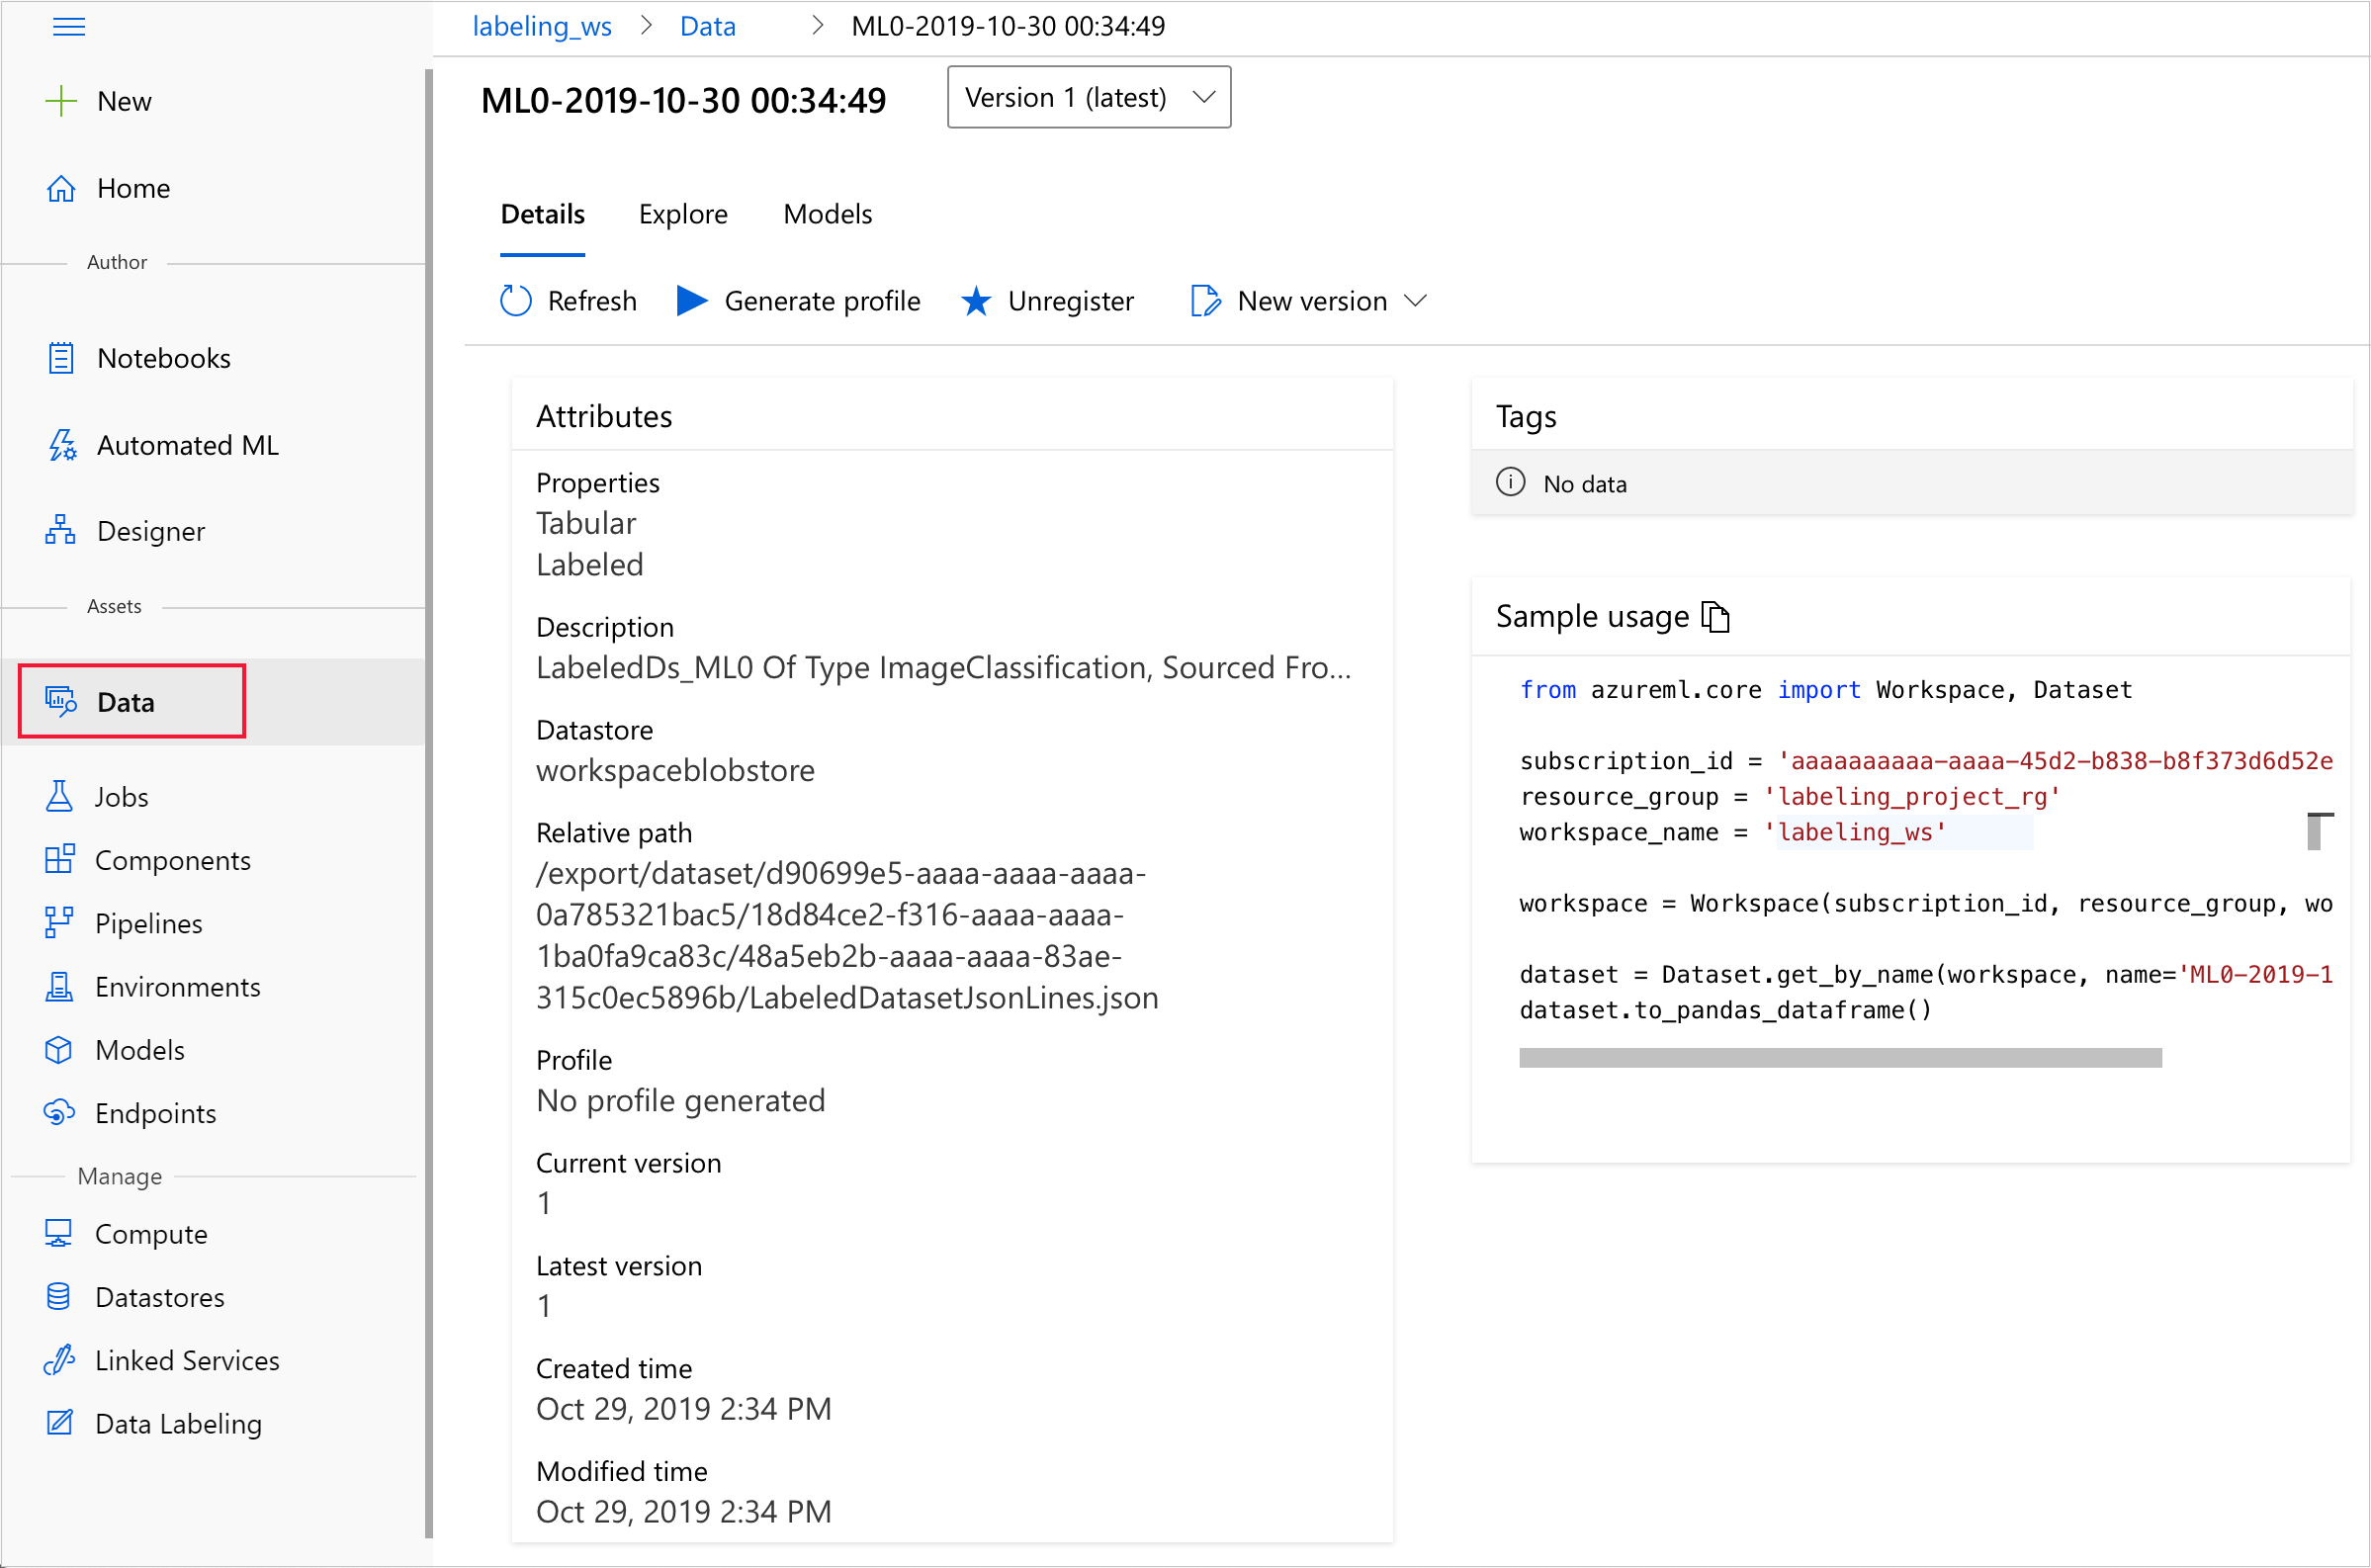 New
Home
Author
Notebooks
Automated ML
Designer
Assets
Data
Jobs
Components
Pipelines
Environments
Models
Endpoints
Manage
Compute
Datastores
Linked Services
Data Labeling
labeling_ws > Data > ML0-2019-10-30 00:34:49
ML0-2019-10-30 00:34:49 Version 1 (latest)
Details Explore Models
Refresh Generate profile Unregister New version
Attributes
Properties
Tabular
Labeled
Description
LabeledDs_ML0 Of Type ImageClassification, Sourced Fro...
Datastore
workspaceblobstore
Relative path
/export/dataset/d90699e5-aaaa-aaaa-aaaa-
0a785321bac5/18d84ce2-f316-aaaa-aaaa-
1ba0fa9ca83c/48a5eb2b-aaaa-aaaa-83ae-
315c0ec5896b/LabeledDatasetJsonLines.json
Profile
No profile generated
Current version
1
Latest version
1
Created time
Oct 29, 2019 2:34 PM
Modified time
Oct 29, 2019 2:34 PM
Tags
No data
Sample usage
from azureml.core import Workspace, Dataset
subscription_id = 'aaaaaaaaaa-aaaa-45d2-b838-b8f373d6d52e
resource_group = 'labeling_project_rg'
workspace_name = 'labeling_ws'
workspace = Workspace(subscription_id, resource_group, wo
dataset = Dataset.get_by_name(workspace, name='ML0-2019-1
dataset.to_pandas_dataframe()